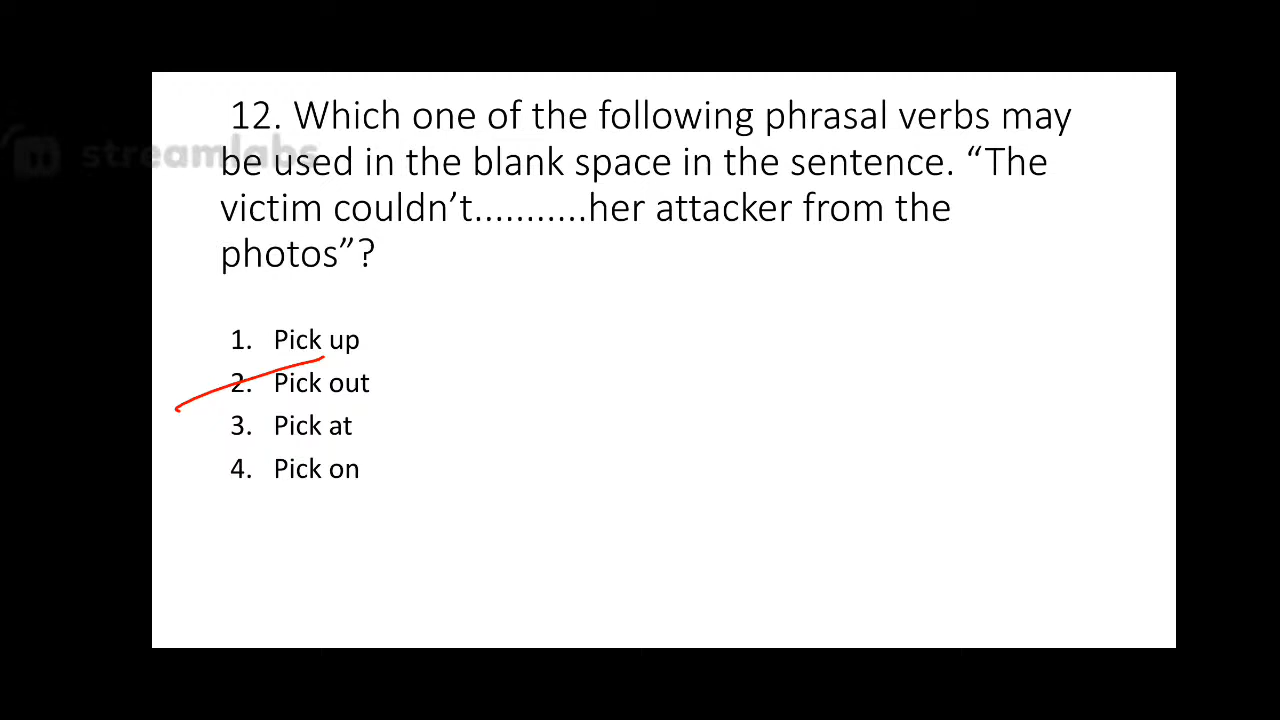 12. Which one of the following phrasal verbs may
streamlabs
be used in the blank space in the sentence. “The
victim couldn’t...........her attacker from the
photos”?
1. Pick up
2. Pick out
3. Pick at
4. Pick on